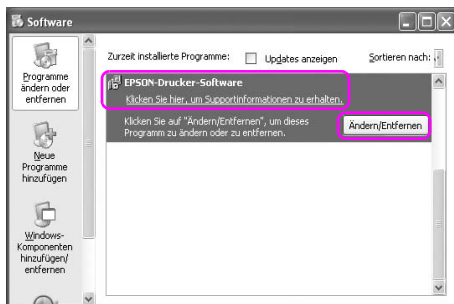 Software
Zurzeit installierte Programme:
Updates anzeigen
Sortieren nach:
Programme
ändern oder
entfernen
EPSON-Drucker-Software
Klicken Sie hier, um Supportinformationen zu erhalten.
Klicken Sie auf "Ändern/Entfernen", um dieses
Programm zu ändern oder zu entfernen.
Ändern/Entfernen
Neue
Programme
hinzufügen
Windows-
Komponenten
hinzufügen/
entfernen